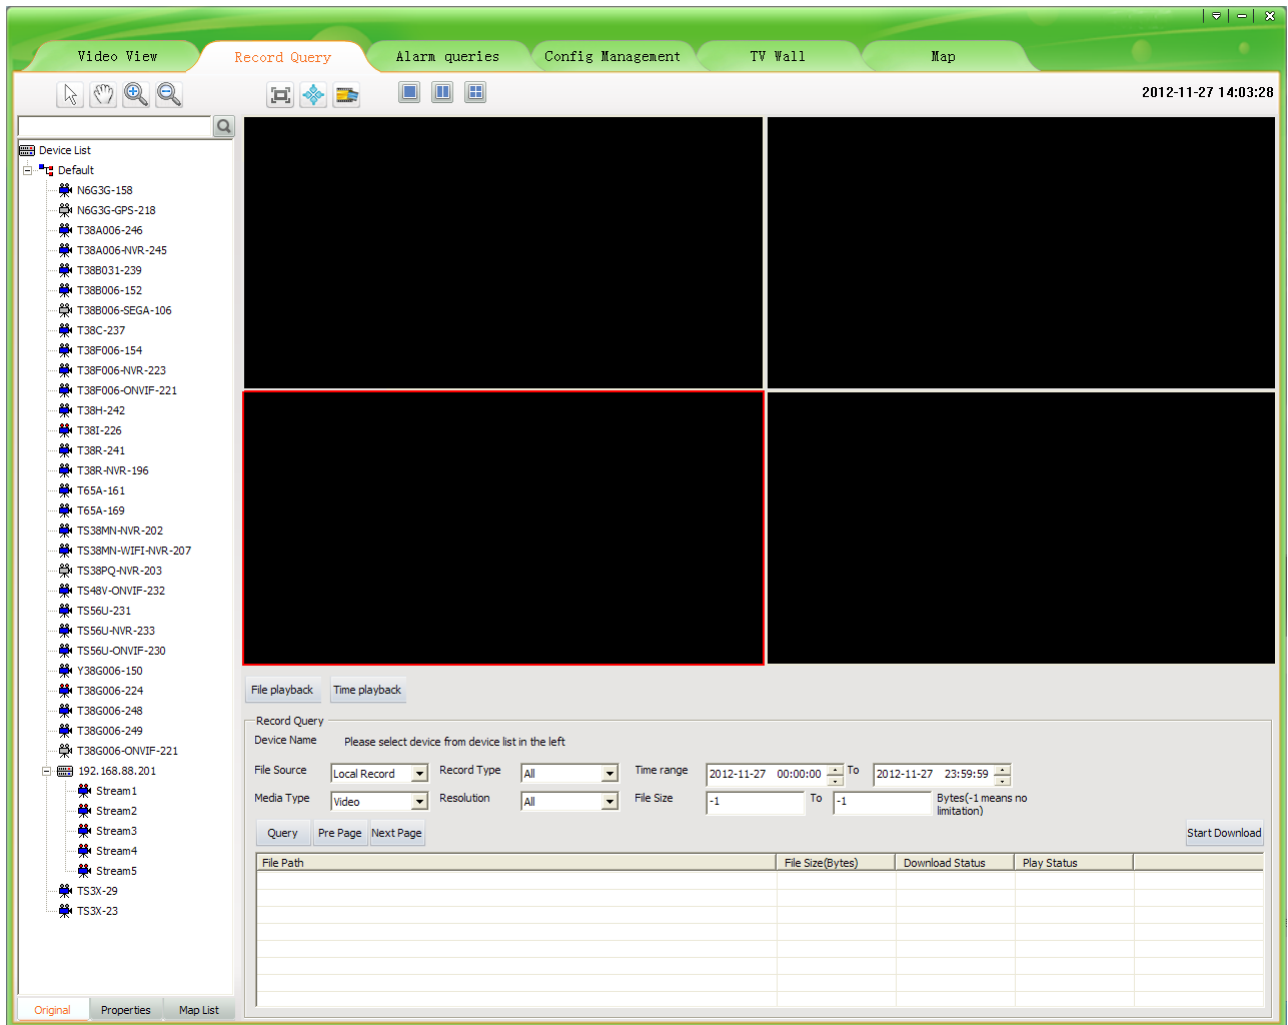 Video View Record Query Alarm queries Config Management TV Wall Map
2012-11-27 14:03:28
Device List
Default
N6G3G-158
N6G3G-GPS-218
T38A006-246
T38A006-NVR-245
T38B031-239
T38B006-152
T38B006-SEGA-106
T38C-237
T38F006-154
T38F006-NVR-223
T38F006-ONVIF-221
T38H-242
T38I-226
T38R-241
T38R-NVR-196
T65A-161
T65A-169
TS38MN-NVR-202
TS38MN-WIFI-NVR-207
TS38PQ-NVR-203
TS48V-ONVIF-232
TS56U-231
TS56U-NVR-233
TS56U-ONVIF-230
Y38G006-150
T38G006-224
T38G006-248
T38G006-249
T38G006-ONVIF-221
192.168.88.201
Stream1
Stream2
Stream3
Stream4
Stream5
TS3X-29
TS3X-23
Original Properties Map List
File playback Time playback
Record Query
Device Name Please select device from device list in the left
File Source Local Record Record Type All Time range 2012-11-27 00:00:00 To 2012-11-27 23:59:59
Media Type Video Resolution All File Size -1 To -1 Bytes(-1 means no
limitation)
Query Pre Page Next Page Start Download
File Path File Size(Bytes) Download Status Play Status